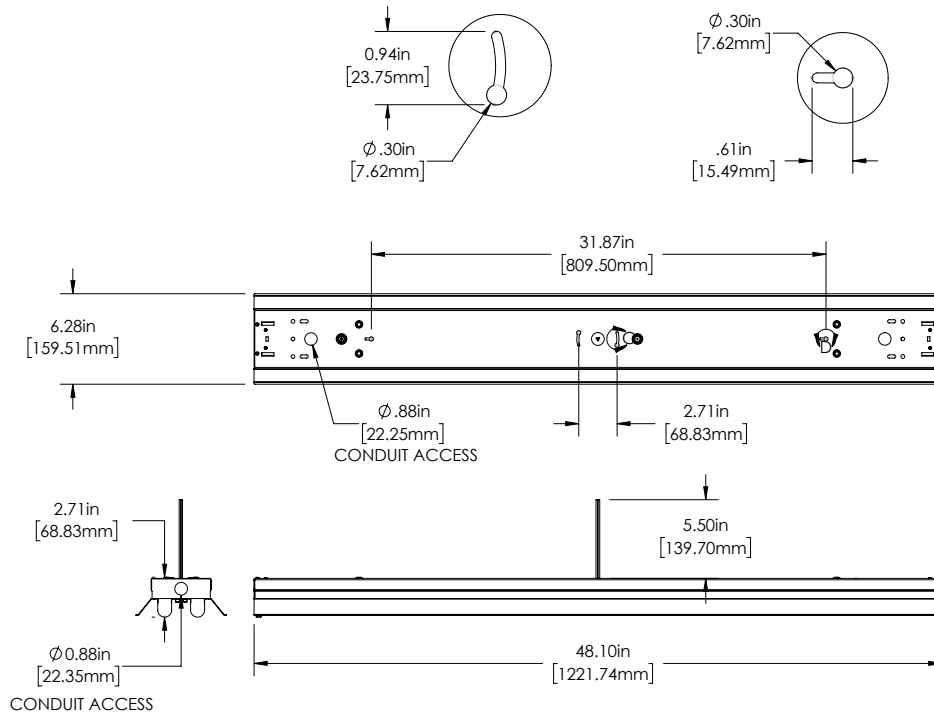 0.94in
[23.75mm]
Ø.30in
[7.62mm]
Ø.30in
[7.62mm]
.61in
[15.49mm]
31.87in
[809.50mm]
6.28in
[159.51mm]
Ø.88in
[22.25mm]
CONDUIT ACCESS
2.71in
[68.83mm]
2.71in
[68.83mm]
5.50in
[139.70mm]
Ø0.88in
[22.35mm]
CONDUIT ACCESS
48.10in
[1221.74mm]